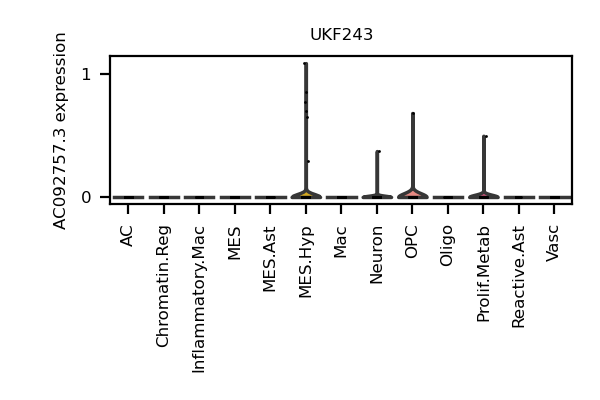 UKF243
AC092757.3 expression
1
0
AC
Chromatin.Reg
Inflammatory.Mac
MES
MES.Ast
MES.Hyp
Mac
Neuron
OPC
Oligo
Prolif.Metab
Reactive.Ast
Vasc